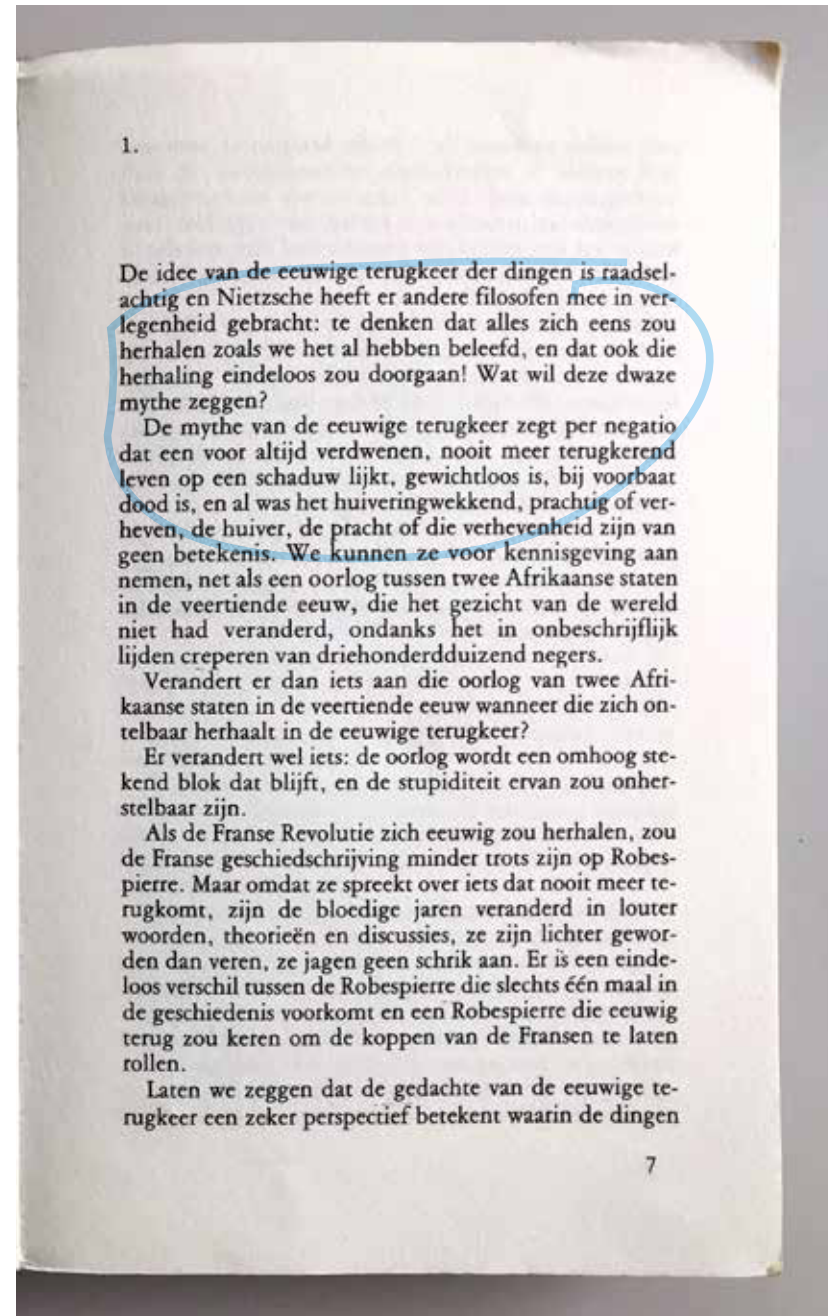 1.
De idee van de eeuwige terugkeer der dingen is raadsel-
achtig en Nietzsche heeft er andere filosofen mee in ver-
legenheid gebracht: te denken dat alles zich eens zou
herhalen zoals we het al hebben beleefd, en dat ook die
herhaling eindeloos zou doorgaan! Wat wil deze dwaze
mythe zeggen?
De mythe van de eeuwige terugkeer zegt per negatio
dat een voor altijd verdwenen, nooit meer terugkerend
leven op een schaduw lijkt, gewichtloos is, bij voorbaat
dood is, en al was het huiveringwekkend, prachtig of ver-
heven, de huiver, de pracht of die verhevenheid zijn van
geen betekenis. We kunnen ze voor kennisgeving aan
nemen, net als een oorlog tussen twee Afrikaanse staten
in de veertiende eeuw, die het gezicht van de wereld
niet had veranderd, ondanks het in onbeschrijflijk
lijden creperen van driehonderdduizend negers.
Verandert er dan iets aan die oorlog van twee Afri-
kaanse staten in de veertiende eeuw wanneer die zich on-
telbaar herhaalt in de eeuwige terugkeer?
Er verandert wel iets: de oorlog wordt een omhoog ste-
kend blok dat blijft, en de stupiditeit ervan zou onher-
stelbaar zijn.
Als de Franse Revolutie zich eeuwig zou herhalen, zou
de Franse geschiedschrijving minder trots zijn op Robes-
pierre. Maar omdat ze spreekt over iets dat nooit meer te-
rugkomt, zijn de bloedige jaren veranderd in louter
woorden, theorieën en discussies, ze zijn lichter gewor-
den dan veren, ze jagen geen schrik aan. Er is een einde-
loos verschil tussen de Robespierre die slechts één maal in
de geschiedenis voorkomt en een Robespierre die eeuwig
terug zou keren om de koppen van de Fransen te laten
rollen.
Laten we zeggen dat de gedachte van de eeuwige te-
rugkeer een zeker perspectief betekent waarin de dingen
7